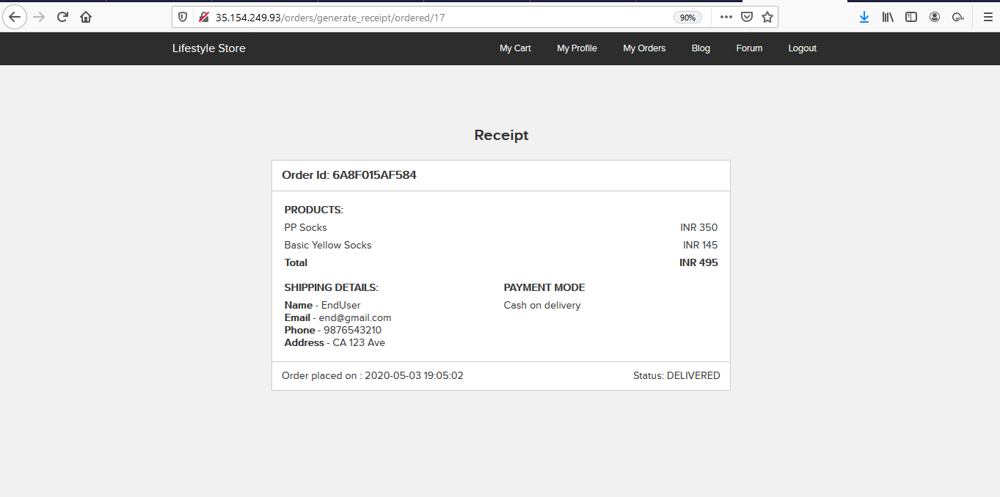 35.154.249.93/orders/generate_receipt/ordered/17 90%
Lifestyle Store My Cart My Profile My Orders Blog Forum Logout
Receipt
Order Id: 6A8F015AF584
PRODUCTS:
PP Socks INR 350
Basic Yellow Socks INR 145
Total INR 495
SHIPPING DETAILS: PAYMENT MODE
Name - EndUser Cash on delivery
Email - end@gmail.com
Phone - 9876543210
Address - CA 123 Ave
Order placed on : 2020-05-03 19:05:02 Status: DELIVERED